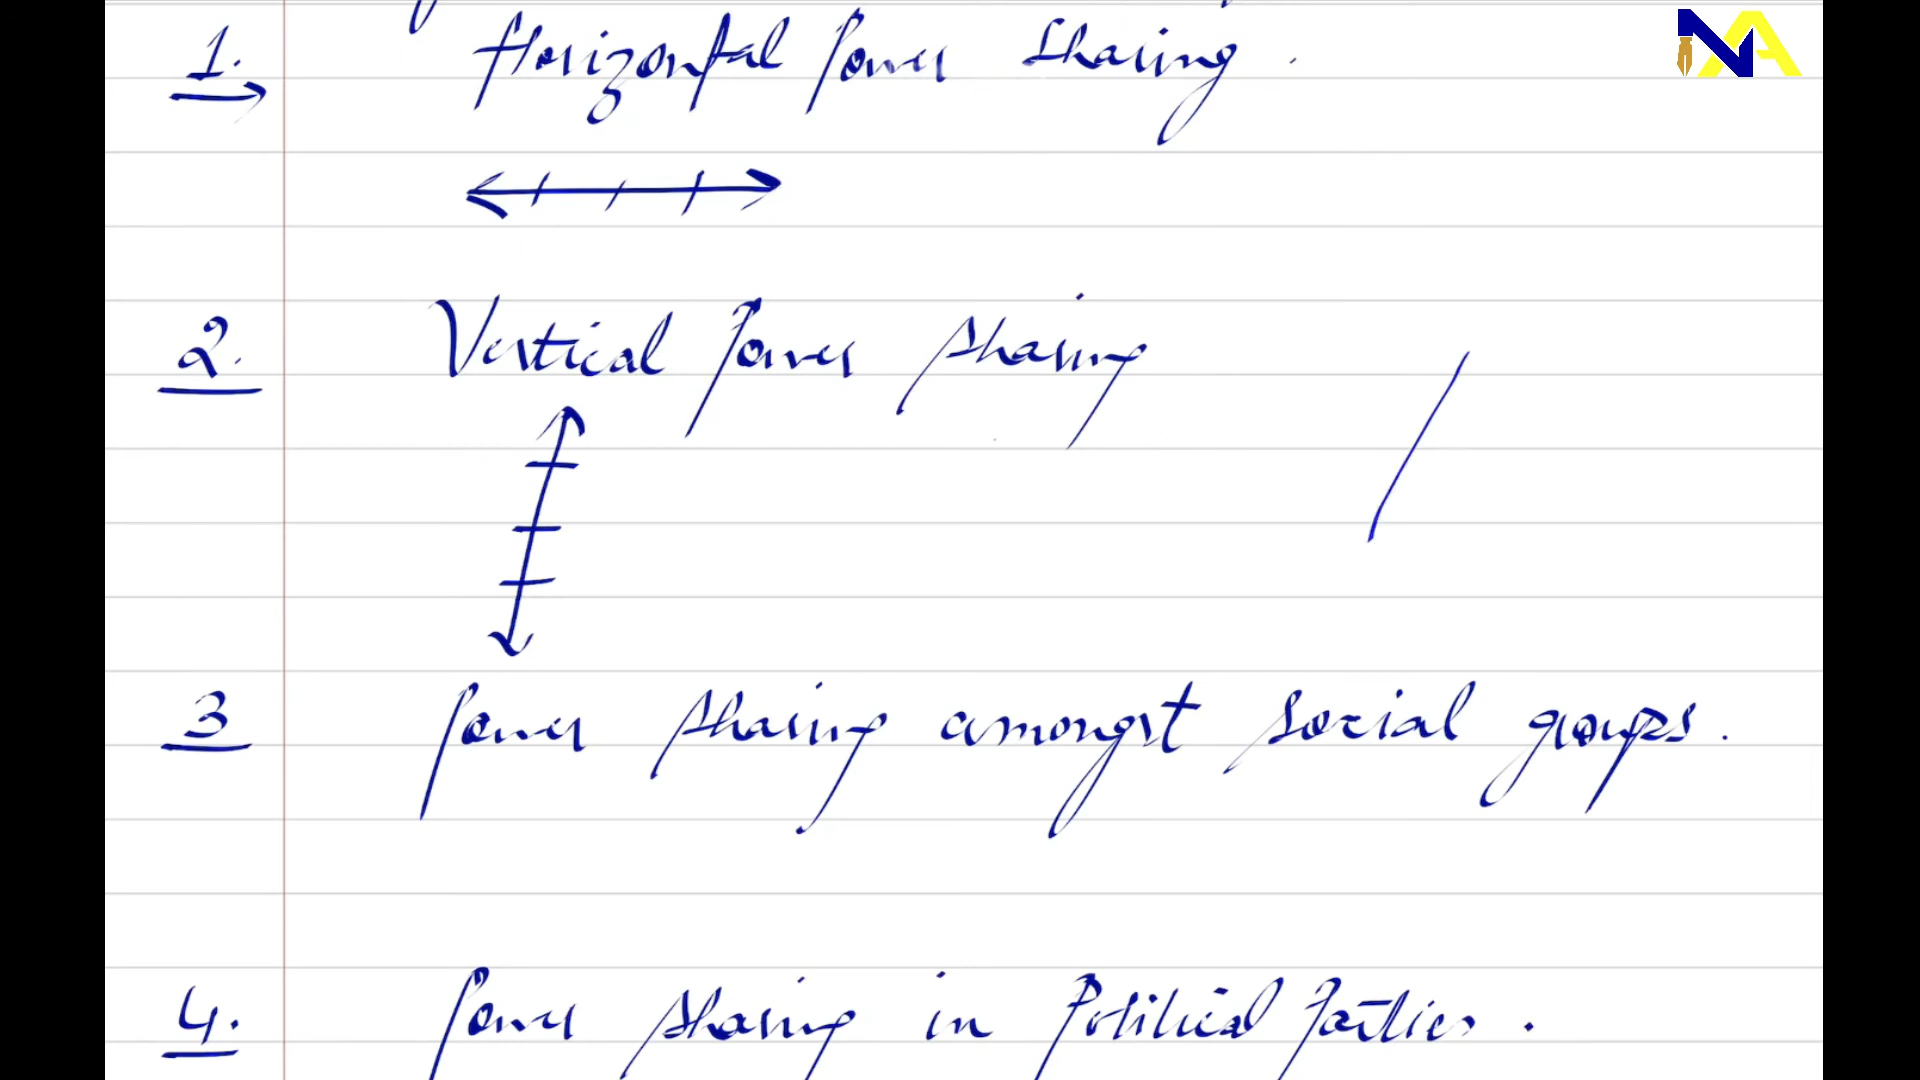 1. Horizontal Power Sharing.
2. Vertical Power sharing
3 Power sharing amongst social groups.
4. Power sharing in Political Parties.
NA